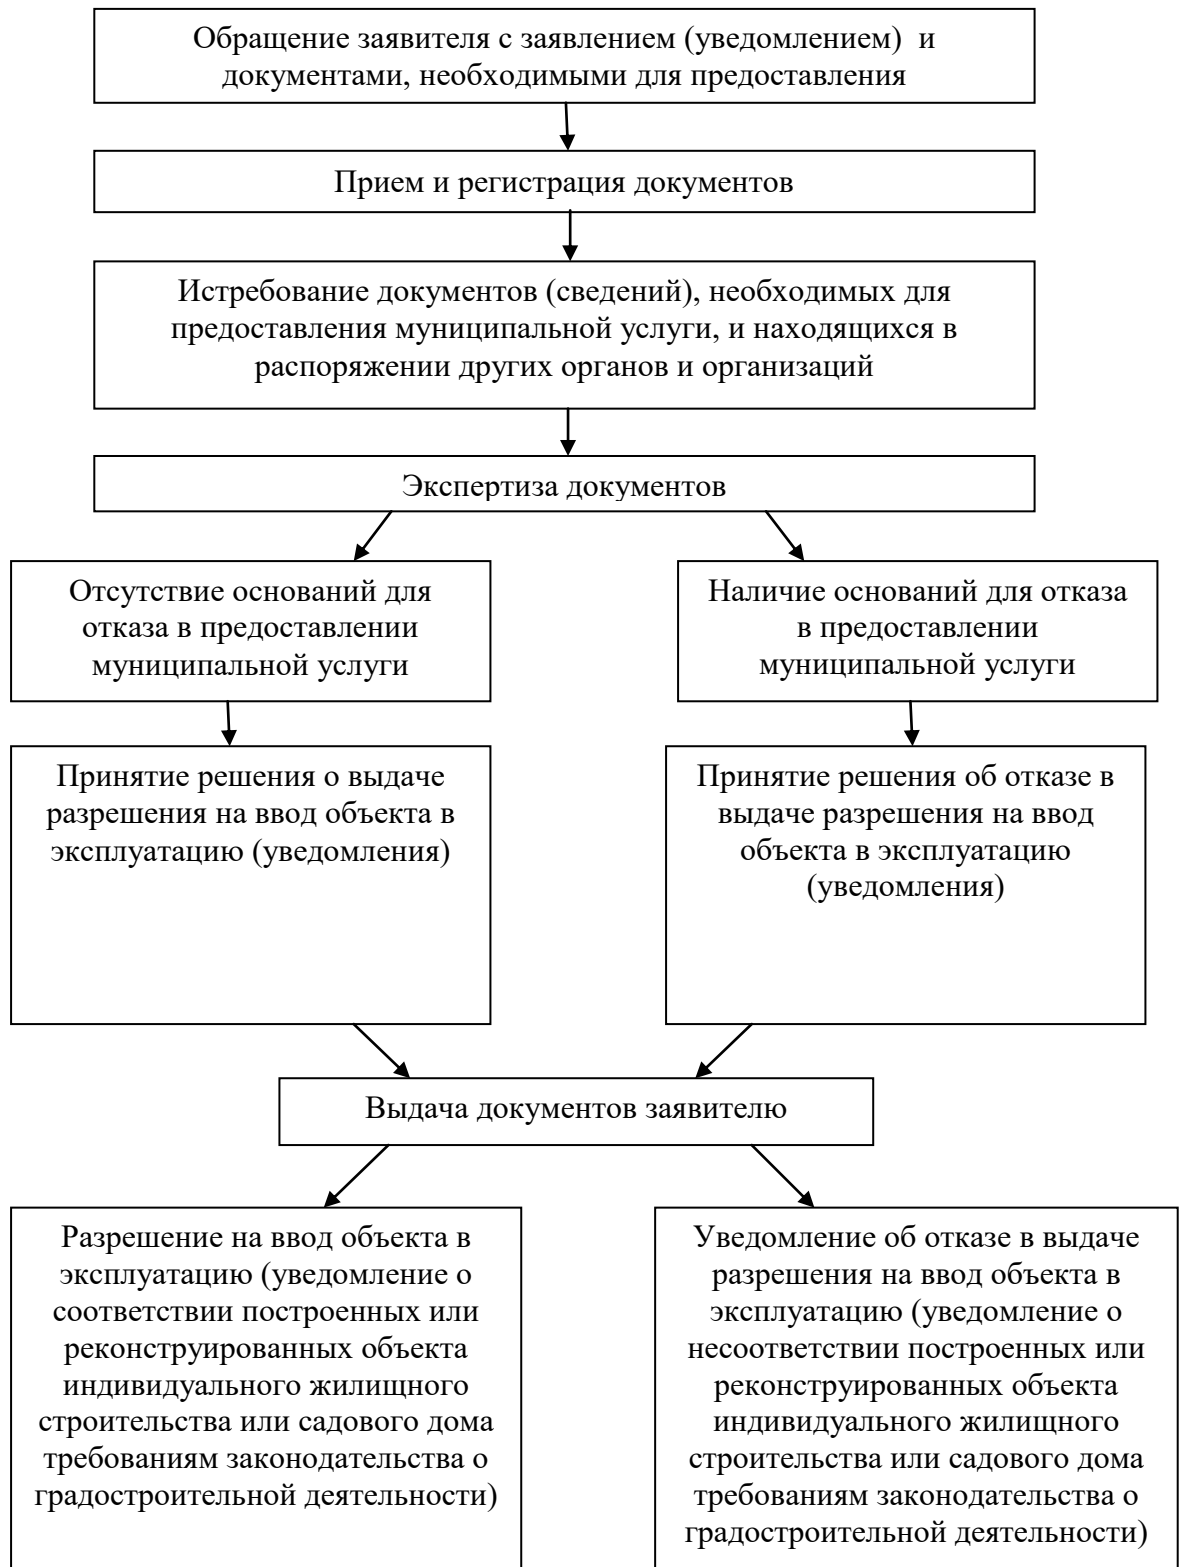 Обращение заявителя с заявлением (уведомлением)  и
документами, необходимыми для предоставления
Прием и регистрация документов
Истребование документов (сведений), необходимых для
предоставления муниципальной услуги, и находящихся в
распоряжении других органов и организаций
Экспертиза документов
Отсутствие оснований для
отказа в предоставлении
муниципальной услуги
Наличие оснований для отказа
в предоставлении
муниципальной услуги
Принятие решения о выдаче
разрешения на ввод объекта в
эксплуатацию (уведомления)
Принятие решения об отказе в
выдаче разрешения на ввод
объекта в эксплуатацию
(уведомления)
Выдача документов заявителю
Разрешение на ввод объекта в
эксплуатацию (уведомление о
соответствии построенных или
реконструированных объекта
индивидуального жилищного
строительства или садового дома
требованиям законодательства о
градостроительной деятельности)
Уведомление об отказе в выдаче
разрешения на ввод объекта в
эксплуатацию (уведомление о
несоответствии построенных или
реконструированных объекта
индивидуального жилищного
строительства или садового дома
требованиям законодательства о
градостроительной деятельности)